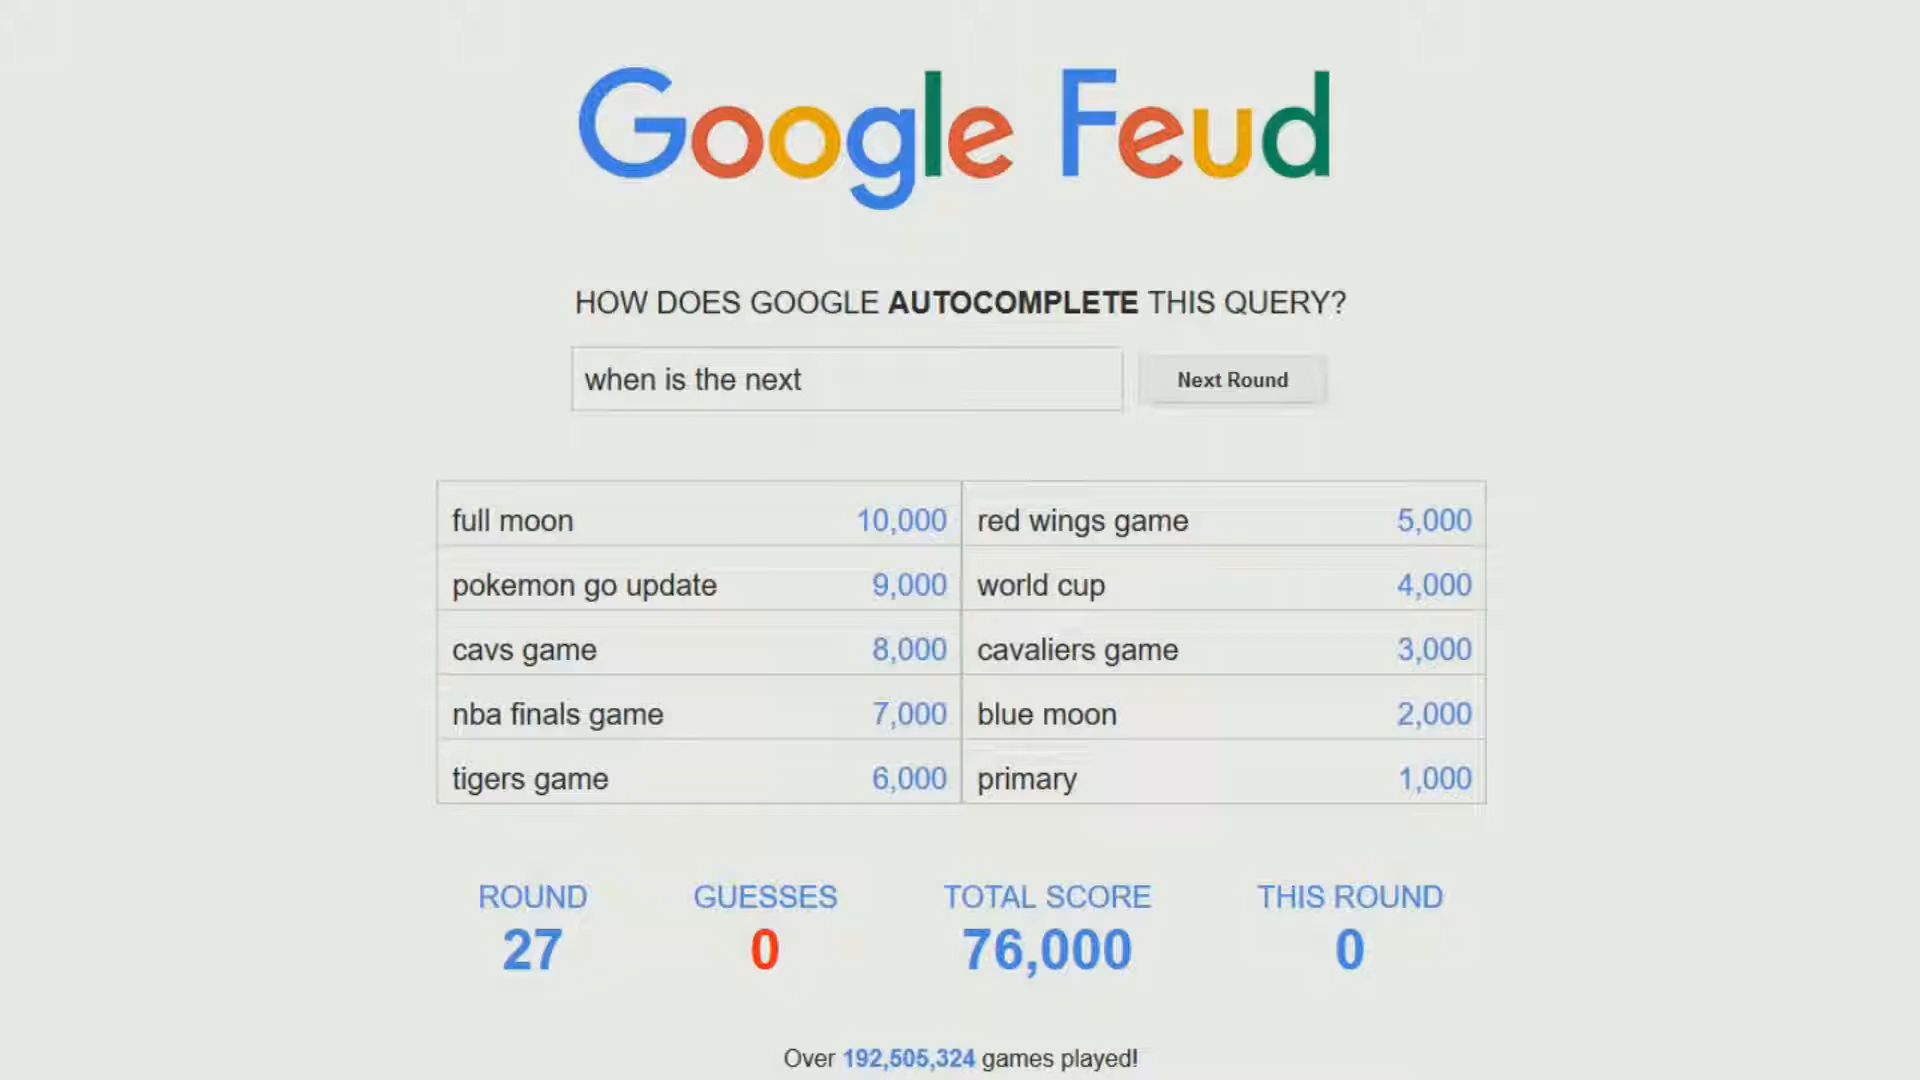 Google Feud
HOW DOES GOOGLE AUTOCOMPLETE THIS QUERY?
when is the next
Next Round
full moon 10,000
pokemon go update 9,000
cavs game 8,000
nba finals game 7,000
tigers game 6,000
red wings game 5,000
world cup 4,000
cavaliers game 3,000
blue moon 2,000
primary 1,000
ROUND
27
GUESSES
0
TOTAL SCORE
76,000
THIS ROUND
0
Over 192,505,324 games played!